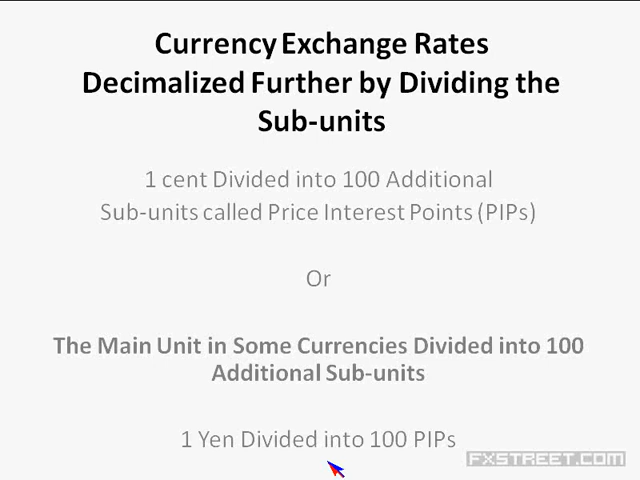 Currency Exchange Rates
Decimalized Further by Dividing the
Sub-units
1 cent Divided into 100 Additional
Sub-units called Price Interest Points (PIPs)
Or
The Main Unit in Some Currencies Divided into 100
Additional Sub-units
1 Yen Divided into 100 PIPs
FXSTREET.COM